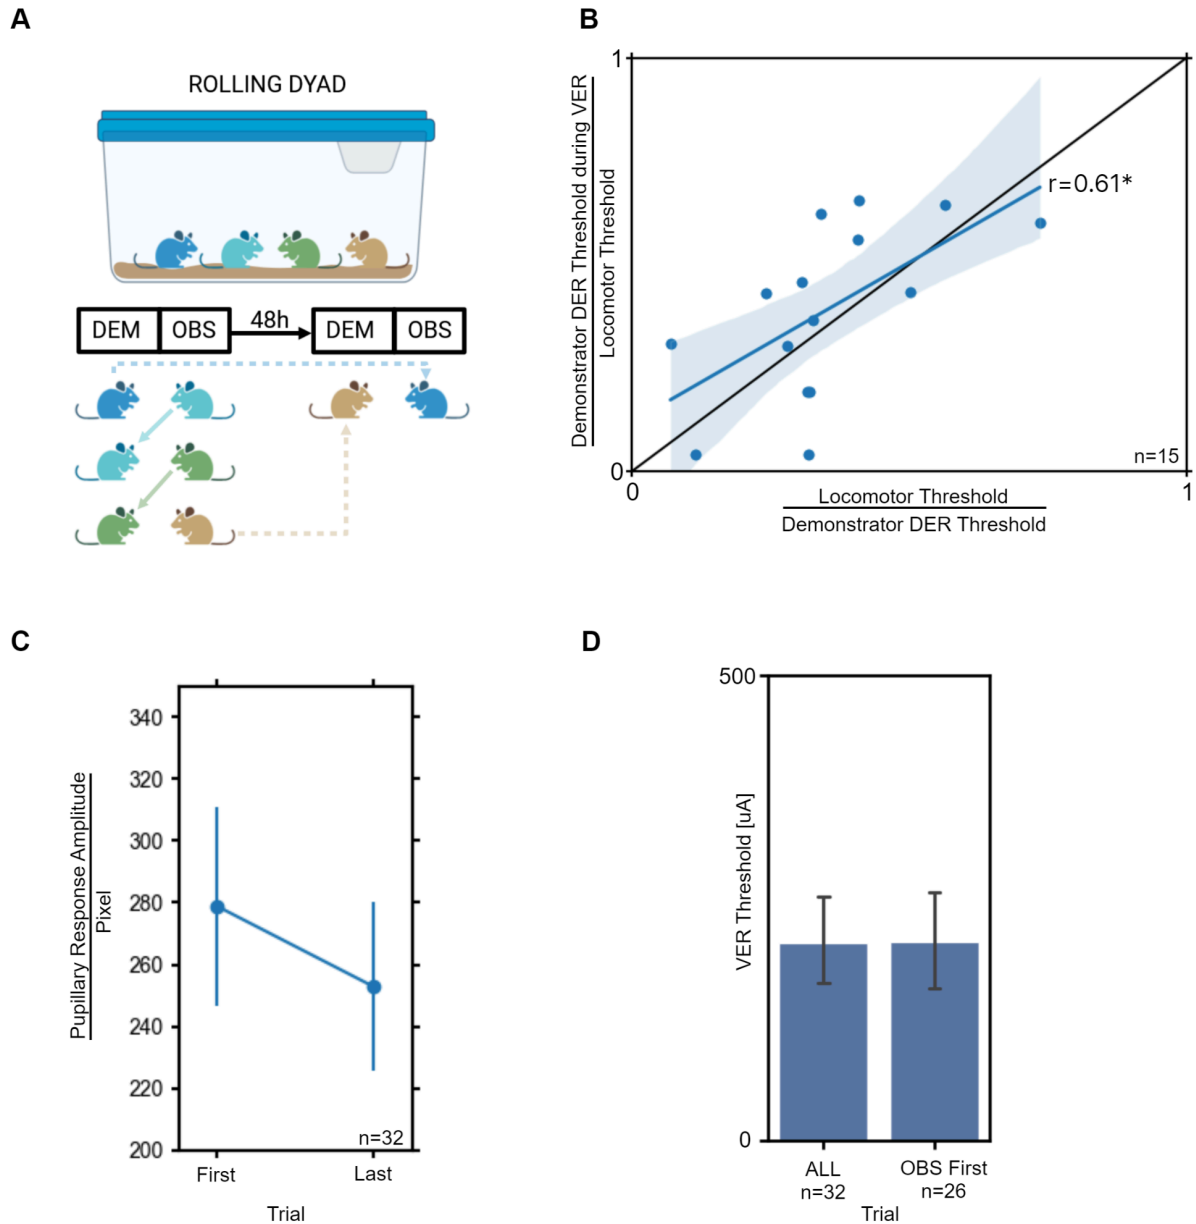 A
ROLLING DYAD
DEM
OBS
48h
DEM
OBS
B
Demonstrator DER Threshold during VER
Locomotor Threshold
1
0
0
1
r=0.61*
n=15
Locomotor Threshold
Demonstrator DER Threshold
C
Pupillary Response Amplitude
Pixel
340
320
300
280
260
240
220
200
n=32
First
Last
Trial
D
VER Threshold [uA]
500
0
ALL
n=32
OBS First
n=26
Trial